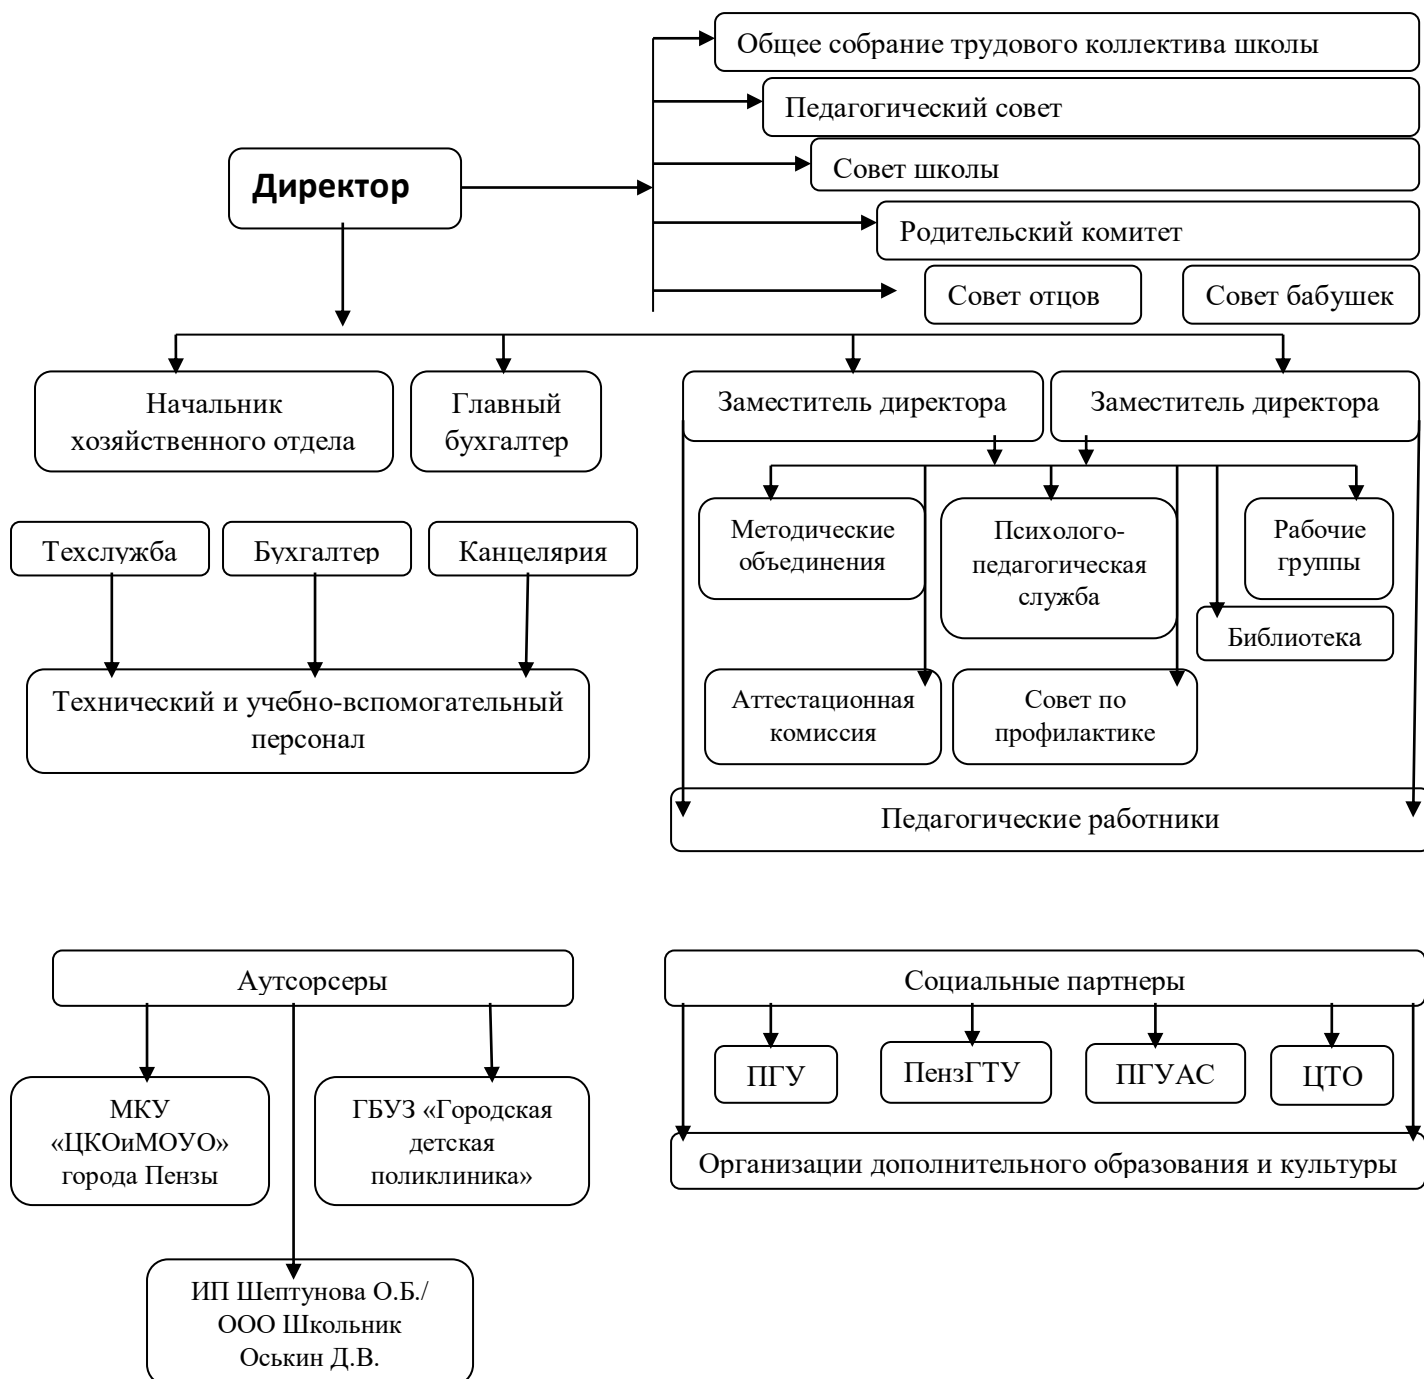 Общее собрание трудового коллектива школы
Педагогический совет
Совет школы
Директор
Родительский комитет
Совет отцов
Совет бабушек
Начальник
хозяйственного отдела
Главный
бухгалтер
Заместитель директора
Заместитель директора
Методические
объединения
Психолого-
педагогическая
служба
Рабочие
группы
Техслужба
Бухгалтер
Канцелярия
Библиотека
Технический и учебно-вспомогательный
персонал
Аттестационная
комиссия
Совет по
профилактике
Педагогические работники
Аутсорсеры
МКУ
«ЦКОиМОУО»
города Пензы
ГБУЗ «Городская
детская
поликлиника»
ИП Шептунова О.Б./
ООО Школьник
Оськин Д.В.
Социальные партнеры
ПГУ
ПензГТУ
ПГУАС
ЦТО
Организации дополнительного образования и культуры